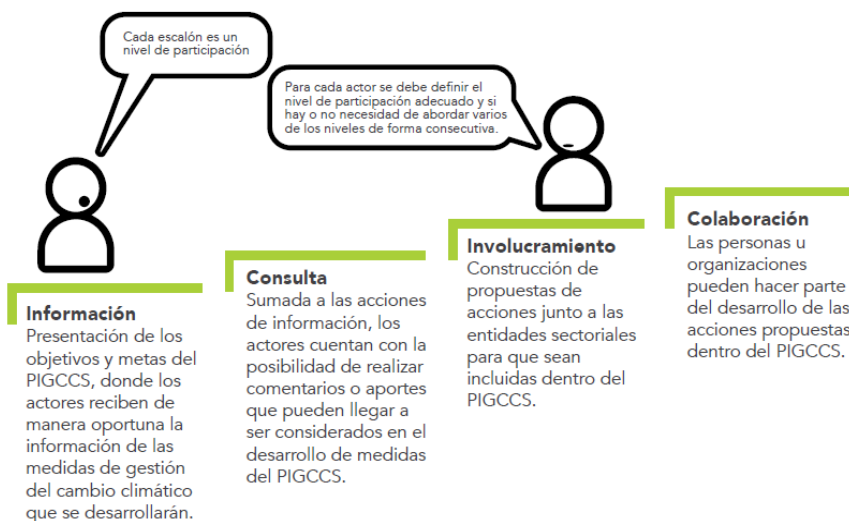 Cada escalón es un
nivel de participación
Para cada actor se debe definir el
nivel de participación adecuado y si
hay o no necesidad de abordar varios
de los niveles de forma consecutiva.
Información
Presentación de los
objetivos y metas del
PIGCCS, donde los
actores reciben de
manera oportuna la
información de las
medidas de gestión
del cambio climático
que se desarrollarán.
Consulta
Sumada a las acciones
de información, los
actores cuentan con la
posibilidad de realizar
comentarios o aportes
que pueden llegar a
ser considerados en el
desarrollo de medidas
del PIGCCS.
Involucramiento
Construcción de
propuestas de
acciones junto a las
entidades sectoriales
para que sean
incluidas dentro del
PIGCCS.
Colaboración
Las personas u
organizaciones
pueden hacer parte
del desarrollo de las
acciones propuestas
dentro del PIGCCS.